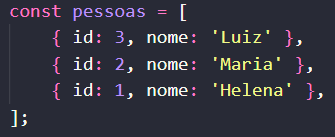 const pessoas = [
    { id: 3, nome: 'Luiz' },
    { id: 2, nome: 'Maria' },
    { id: 1, nome: 'Helena' },
];